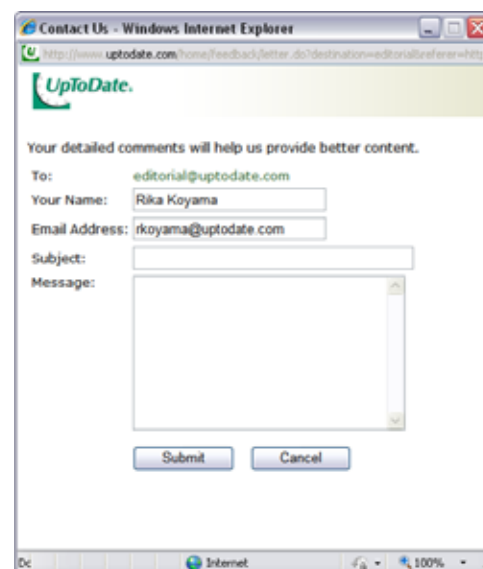 Contact Us - Windows Internet Explorer
http://www.uptodate.com/home/feedback/letter.do?destination=editorial&referer=http
UpToDate.
Your detailed comments will help us provide better content.
To: editorial@uptodate.com
Your Name: Rika Koyama
Email Address: rkoyama@uptodate.com
Subject:
Message:
Submit Cancel
Internet 100%